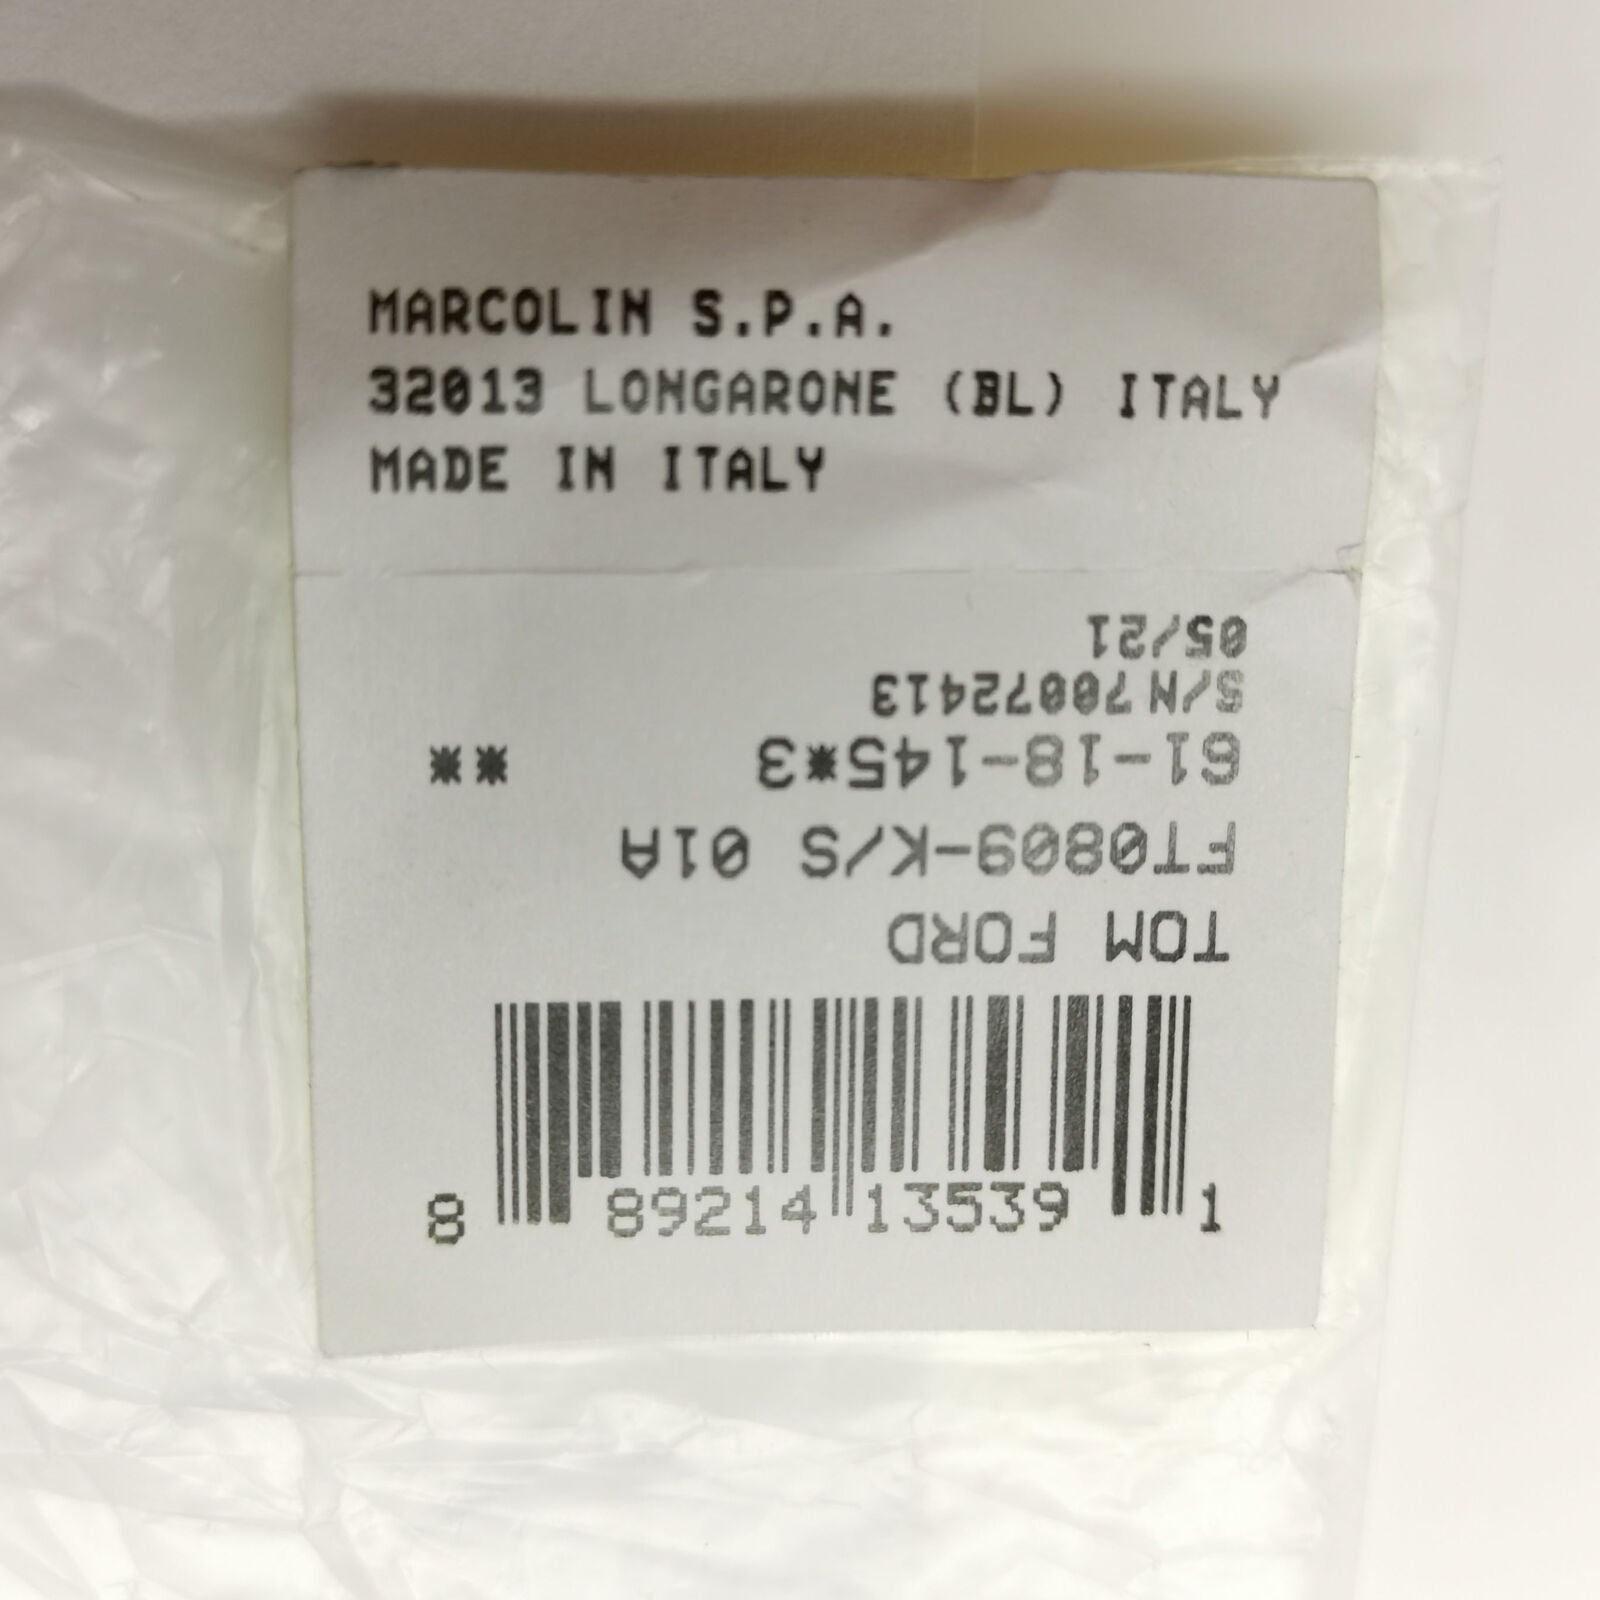 MARCOLIN S.P.A.
32013 LONGARONE (BL) ITALY
MADE IN ITALY
TOM FORD
FT0809-K/S 01A
61-18-145*3 **
S/N70072413
05/21
8 89214 13539 1